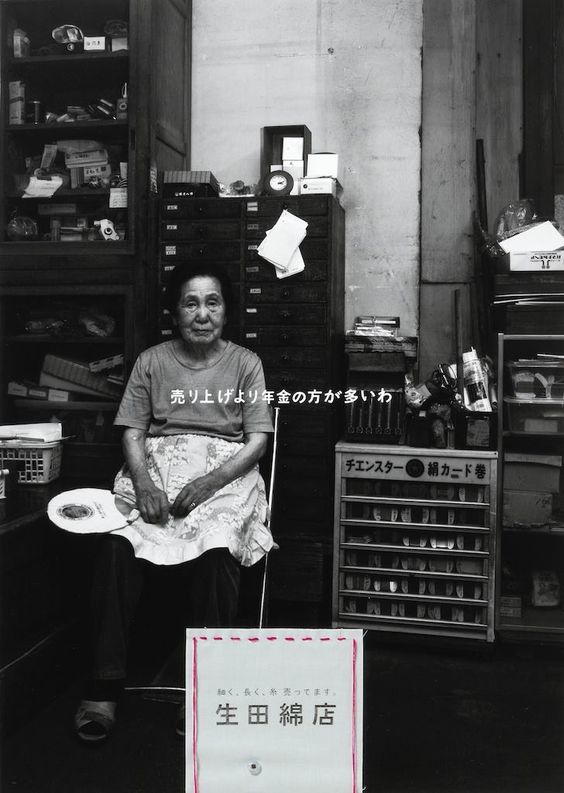 売り上げより年金の方が多いわ
チエンスター 絹カード巻
細く、長く、糸 売ってます。
生田綿店